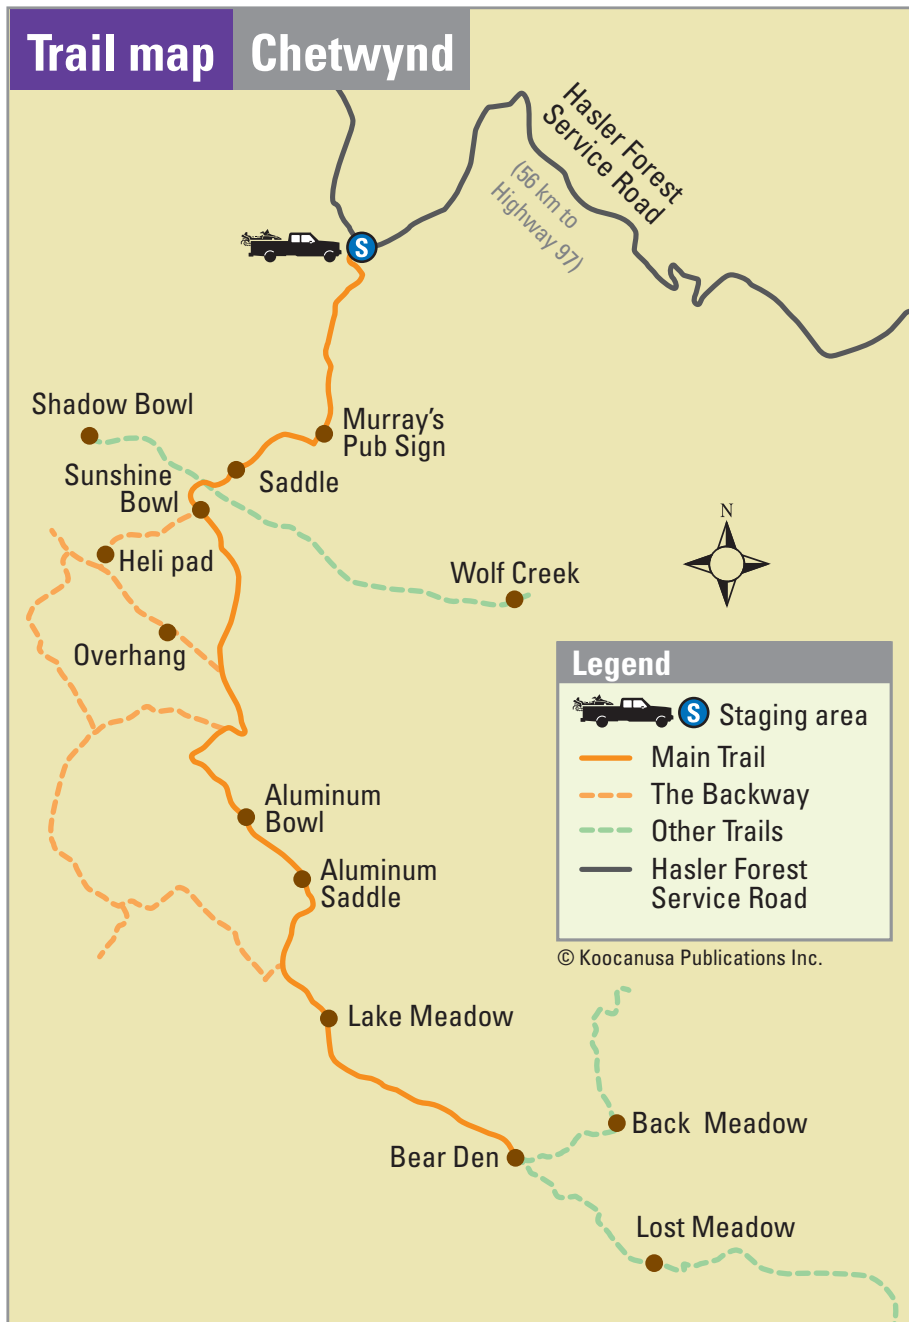 Trail map Chetwynd
Hasler Forest
Service Road
(56 km to
Highway 97)
S
Shadow Bowl
Murray's
Pub Sign
Sunshine
Bowl
Saddle
Heli pad
N
Wolf Creek
Overhang
Legend
S Staging area
Main Trail
The Backway
Other Trails
Hasler Forest
Service Road
© Koocanusa Publications Inc.
Aluminum
Bowl
Aluminum
Saddle
Lake Meadow
Back Meadow
Bear Den
Lost Meadow